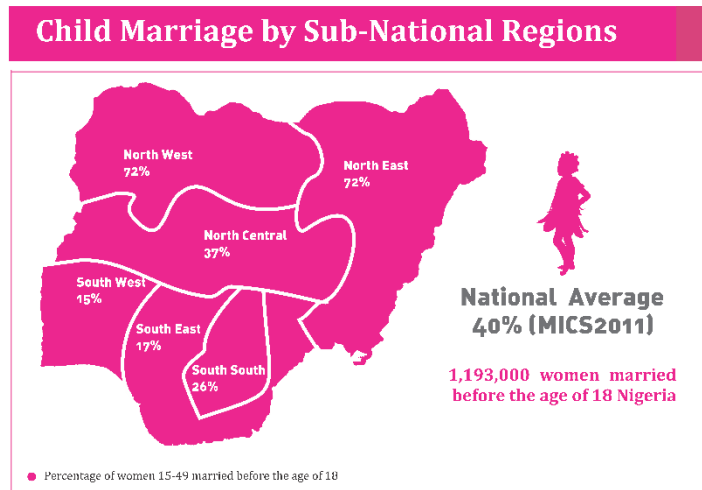 Child Marriage by Sub-National Regions
North West
72%
North East
72%
North Central
37%
South West
15%
South East
17%
South South
26%
National Average
40% (MICS2011)
1,193,000 women married
before the age of 18 Nigeria
Percentage of women 15-49 married before the age of 18